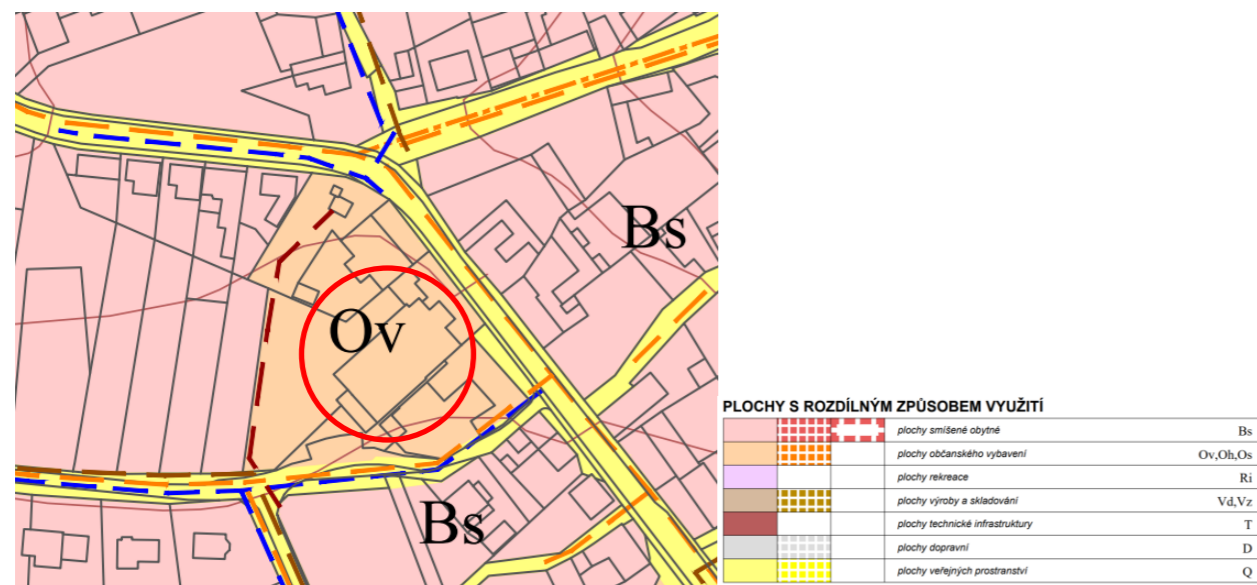 Bs
Ov
Bs
PLOCHY S ROZDÍLNÝM ZPŮSOBEM VYUŽITÍ
plochy smíšené obytné Bs
plochy občanského vybavení Ov,Oh,Os
plochy rekreace Ri
plochy výroby a skladování Vd,Vz
plochy technické infrastruktury T
plochy dopravní D
plochy veřejných prostranství Q